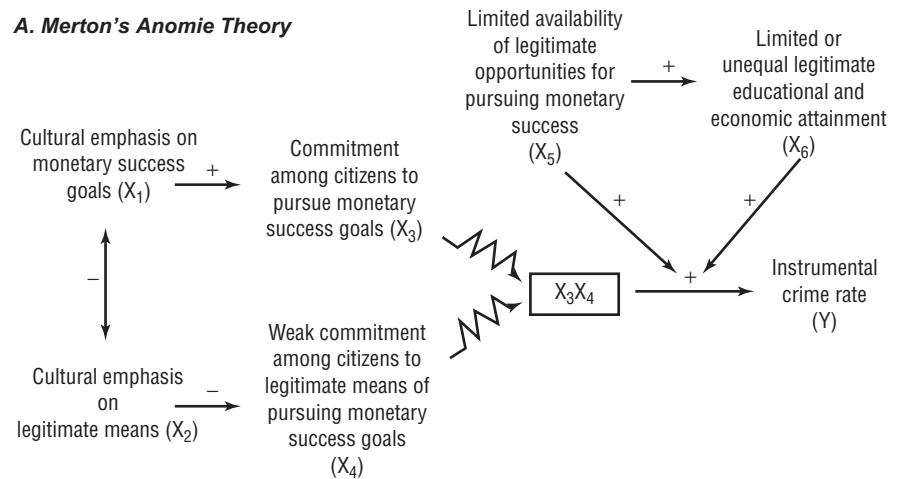 A. Merton's Anomie Theory
Limited availability
of legitimate
opportunities for
pursuing monetary
success
(X₅)
+
Limited or
unequal legitimate
educational and
economic attainment
(X₆)
Cultural emphasis on
monetary success
goals (X₁)
+
Commitment
among citizens to
pursue monetary
success goals (X₃)
+
+
−
X₃X₄
+
Instrumental
crime rate
(Y)
Cultural emphasis
on
legitimate means (X₂)
−
Weak commitment
among citizens to
legitimate means of
pursuing monetary
success goals
(X₄)